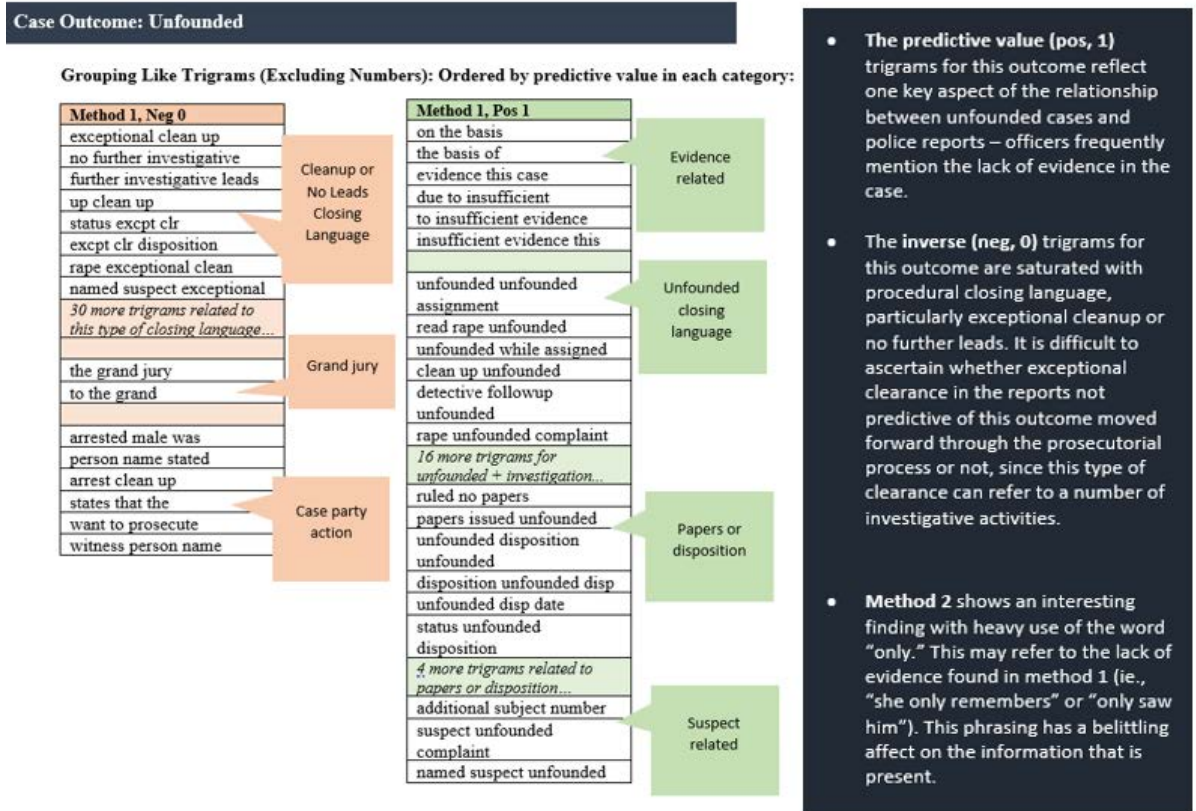 Case Outcome: Unfounded
Grouping Like Trigrams (Excluding Numbers): Ordered by predictive value in each category:
Method 1, Neg 0
exceptional clean up
no further investigative
further investigative leads
up clean up
status excpt clr
excpt clr disposition
rape exceptional clean
named suspect exceptional
30 more trigrams related to
this type of closing language…
the grand jury
to the grand
arrested male was
person name stated
arrest clean up
states that the
want to prosecute
witness person name
Cleanup or
No Leads
Closing
Language
Grand jury
Case party
action
Method 1, Pos 1
on the basis
the basis of
evidence this case
due to insufficient
to insufficient evidence
insufficient evidence this
unfounded unfounded
assignment
read rape unfounded
unfounded while assigned
clean up unfounded
detective followup
unfounded
rape unfounded complaint
16 more trigrams for
unfounded + investigation…
ruled no papers
papers issued unfounded
unfounded disposition
unfounded
disposition unfounded disp
unfounded disp date
status unfounded
disposition
4 more trigrams related to
papers or disposition…
additional subject number
suspect unfounded
complaint
named suspect unfounded
Evidence
related
Unfounded
closing
language
Papers or
disposition
Suspect
related
• The predictive value (pos, 1)
trigrams for this outcome reflect
one key aspect of the relationship
between unfounded cases and
police reports – officers frequently
mention the lack of evidence in the
case.
• The inverse (neg, 0) trigrams for
this outcome are saturated with
procedural closing language,
particularly exceptional cleanup or
no further leads. It is difficult to
ascertain whether exceptional
clearance in the reports not
predictive of this outcome moved
forward through the prosecutorial
process or not, since this type of
clearance can refer to a number of
investigative activities.
• Method 2 shows an interesting
finding with heavy use of the word
"only." This may refer to the lack of
evidence found in method 1 (ie.,
"she only remembers" or "only saw
him"). This phrasing has a belittling
affect on the information that is
present.